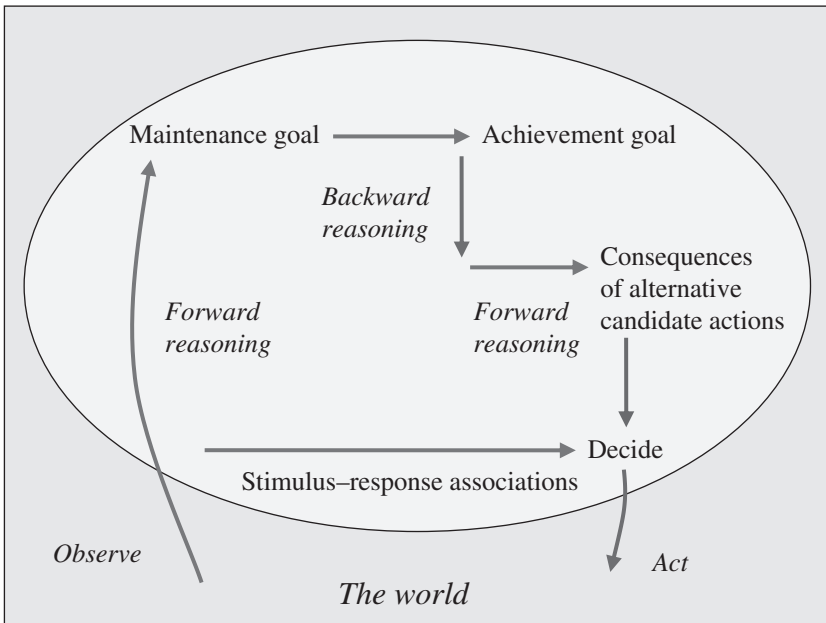 Maintenance goal
Achievement goal
Backward
reasoning
Consequences
of alternative
candidate actions
Forward
reasoning
Forward
reasoning
Decide
Stimulus–response associations
Observe
Act
The world